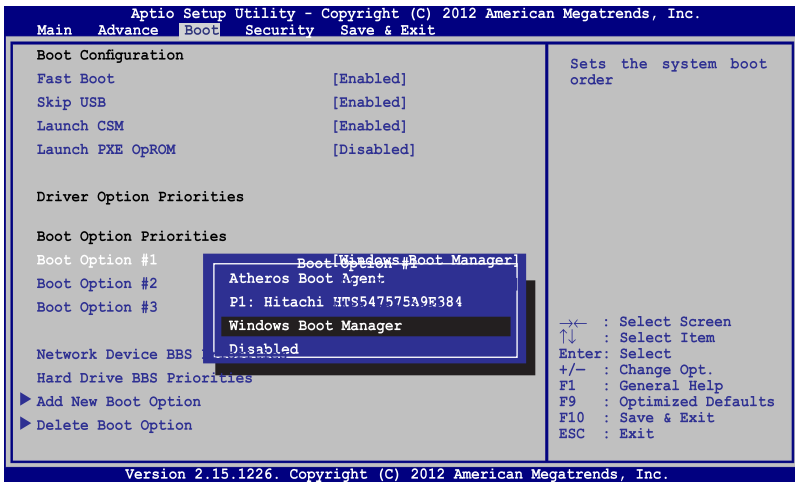 Aptio Setup Utility - Copyright (C) 2012 American Megatrends, Inc.
Main Advance Boot Security Save & Exit
Boot Configuration
Fast Boot [Enabled]
Skip USB [Enabled]
Launch CSM [Enabled]
Launch PXE OpROM [Disabled]
Driver Option Priorities
Boot Option Priorities
Boot Option #1 [Windows Boot Manager]
Boot Option #2
Boot Option #3
Network Device BBS
Hard Drive BBS Priorities
Add New Boot Option
Delete Boot Option
Boot Option #1
Atheros Boot Agent
P1: Hitachi HTS547575A9E384
Windows Boot Manager
Disabled
Sets the system boot
order
→← : Select Screen
↑↓ : Select Item
Enter: Select
+/— : Change Opt.
F1 : General Help
F9 : Optimized Defaults
F10 : Save & Exit
ESC : Exit
Version 2.15.1226. Copyright (C) 2012 American Megatrends, Inc.